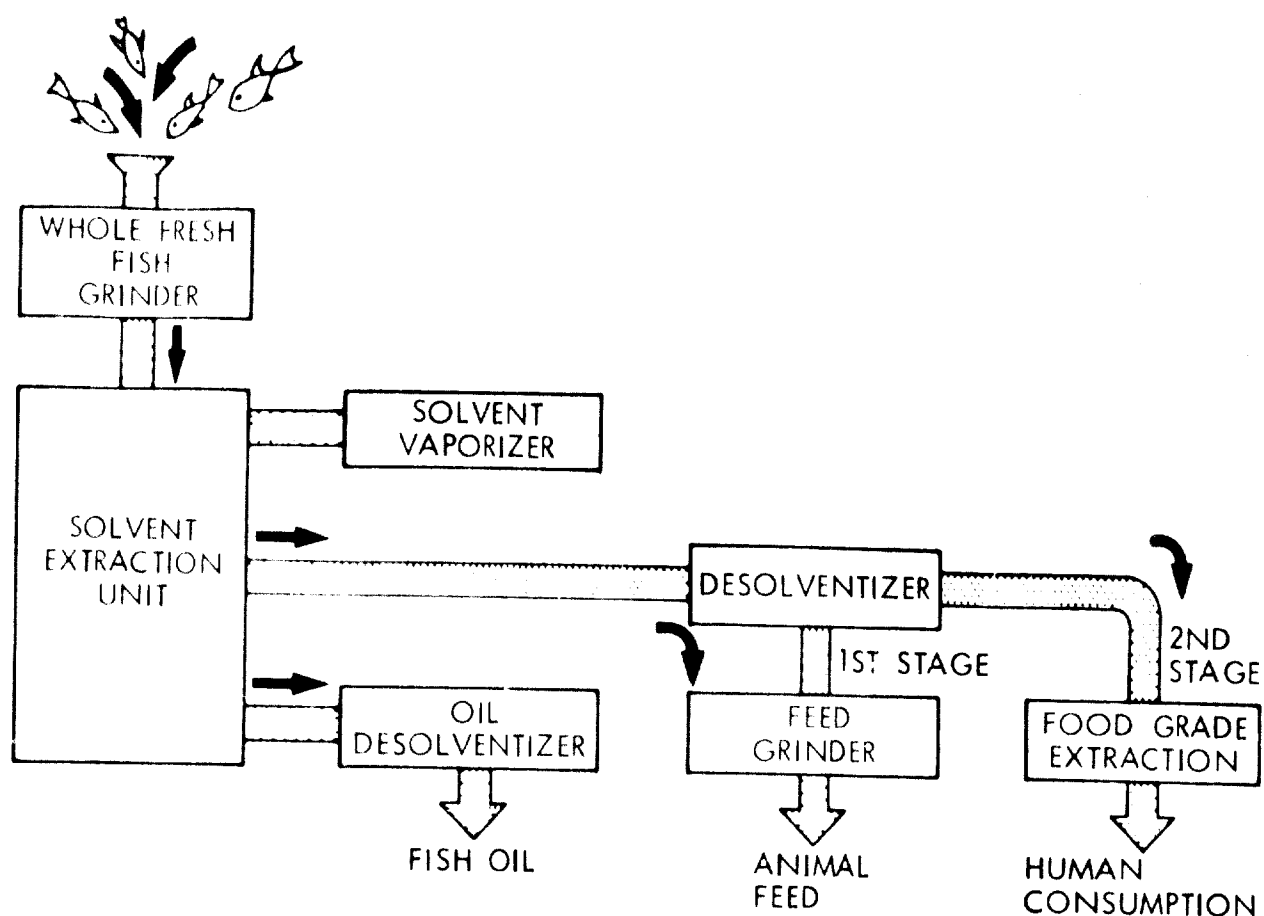 WHOLE FRESH
FISH
GRINDER
SOLVENT
VAPORIZER
SOLVENT
EXTRACTION
UNIT
DESOLVENTIZER
1ST STAGE
2ND
STAGE
OIL
DESOLVENTIZER
FEED
GRINDER
FOOD GRADE
EXTRACTION
FISH OIL
ANIMAL
FEED
HUMAN
CONSUMPTION